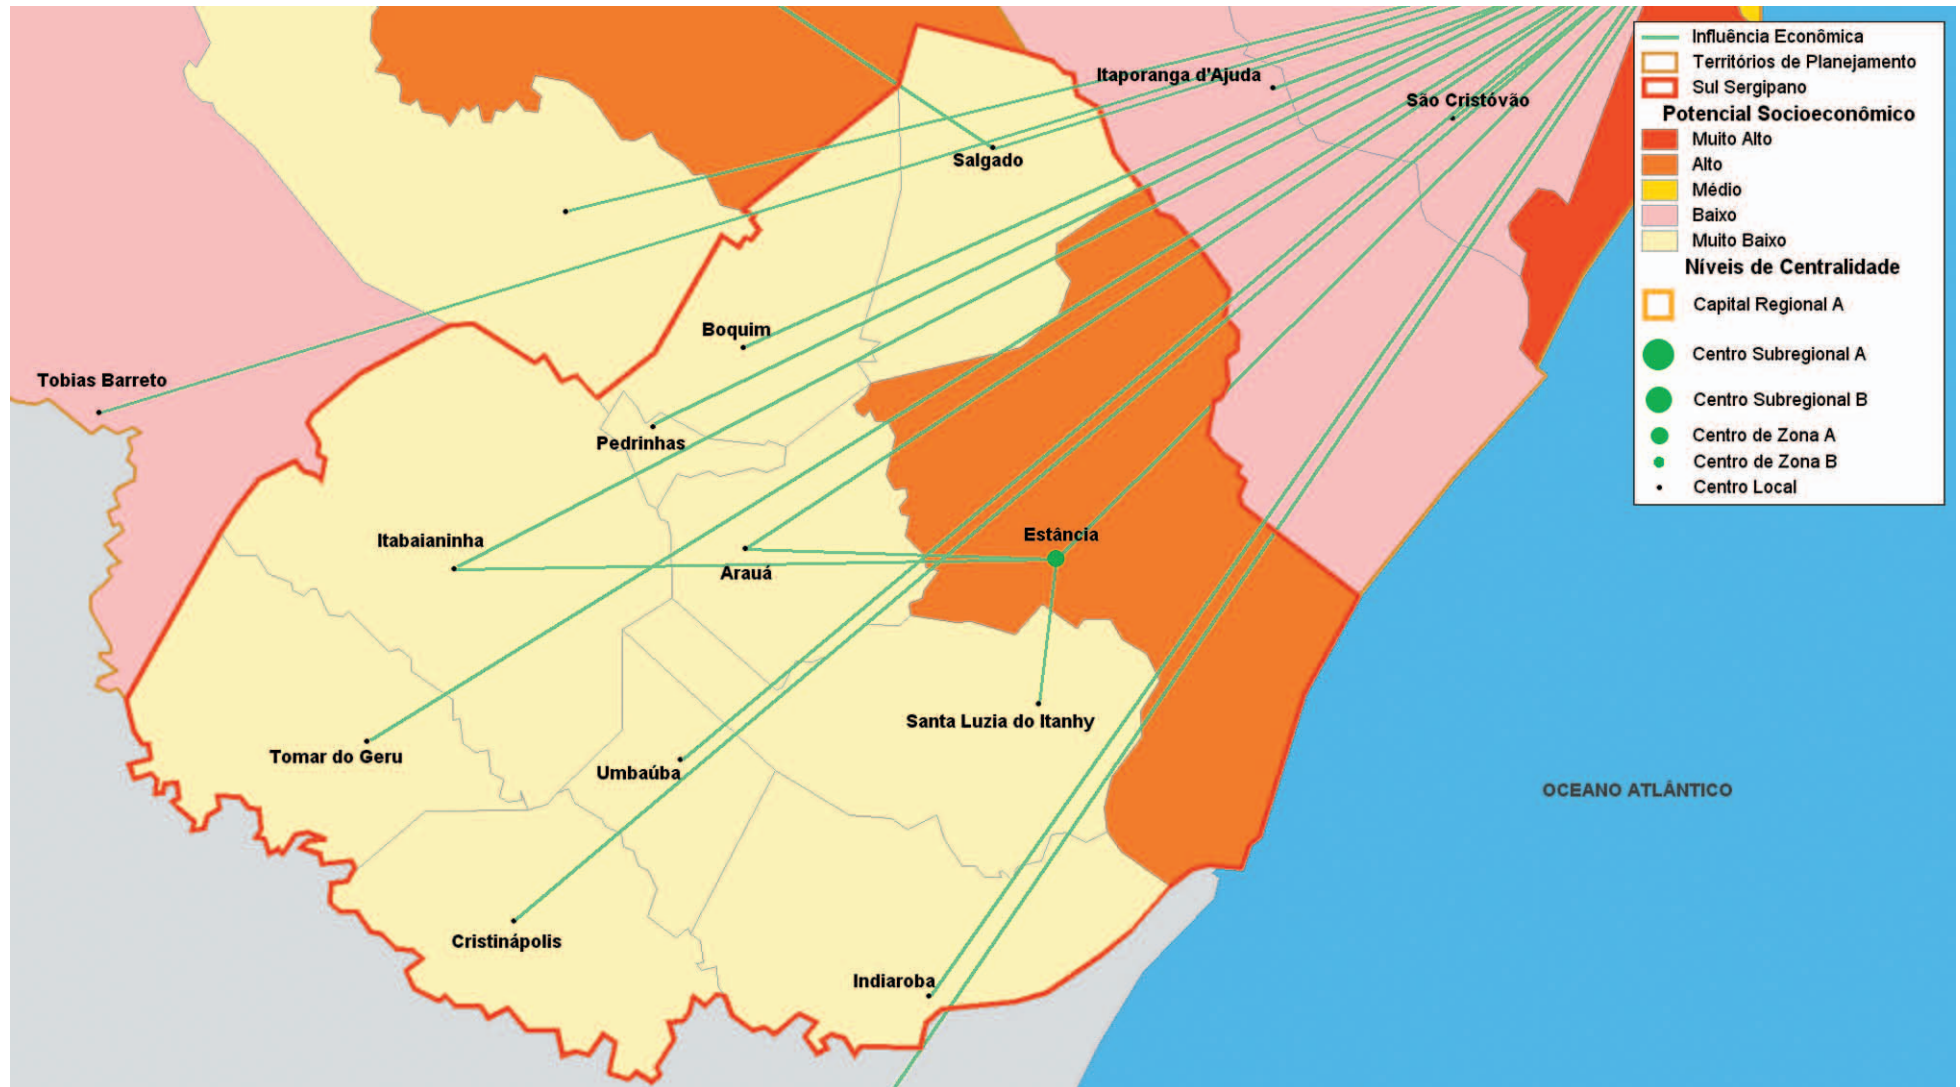 Influência Econômica
Territórios de Planejamento
Sul Sergipano
Potencial Socioeconômico
Muito Alto
Alto
Médio
Baixo
Muito Baixo
Níveis de Centralidade
Capital Regional A
Centro Subregional A
Centro Subregional B
Centro de Zona A
Centro de Zona B
Centro Local
Itaporanga d'Ajuda
São Cristóvão
Salgado
Boquim
Tobias Barreto
Pedrinhas
Itabaianinha
Estância
Arauá
Santa Luzia do Itanhy
Tomar do Geru
Umbaúba
OCEANO ATLÂNTICO
Cristinápolis
Indiaroba